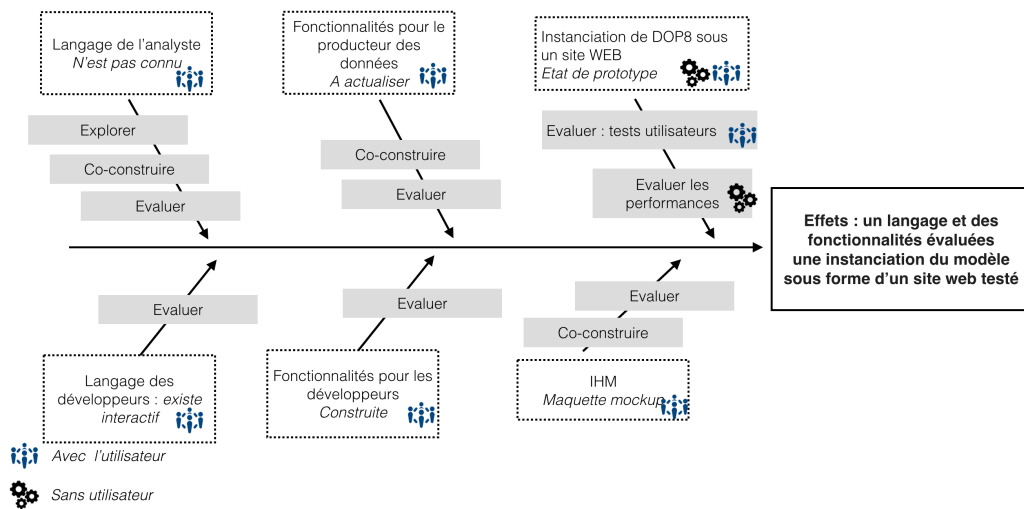 Langage de l'analyste
N'est pas connu
Explorer
Co-construire
Evaluer
Fonctionnalités pour le
producteur des
données
A actualiser
Co-construire
Evaluer
Instanciation de DOP8 sous
un site WEB
Etat de prototype
Evaluer : tests utilisateurs
Evaluer les
performances
Effets : un langage et des
fonctionnalités évaluées
une instanciation du modèle
sous forme d'un site web testé
Evaluer
Langage des
développeurs : existe
interactif
Evaluer
Fonctionnalités pour les
développeurs
Construite
Evaluer
Co-construire
IHM
Maquette mockup
Avec l'utilisateur
Sans utilisateur